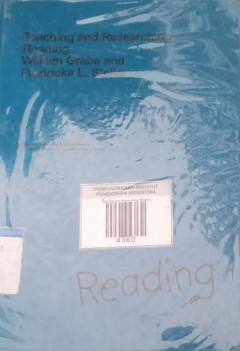 Teaching and Researching
Reading
William Grabe and
Fredricka L. Stoller
PERPUSTAKAAN INSTITUT
PENDIDIKAN INDONESIA
4360
Reading